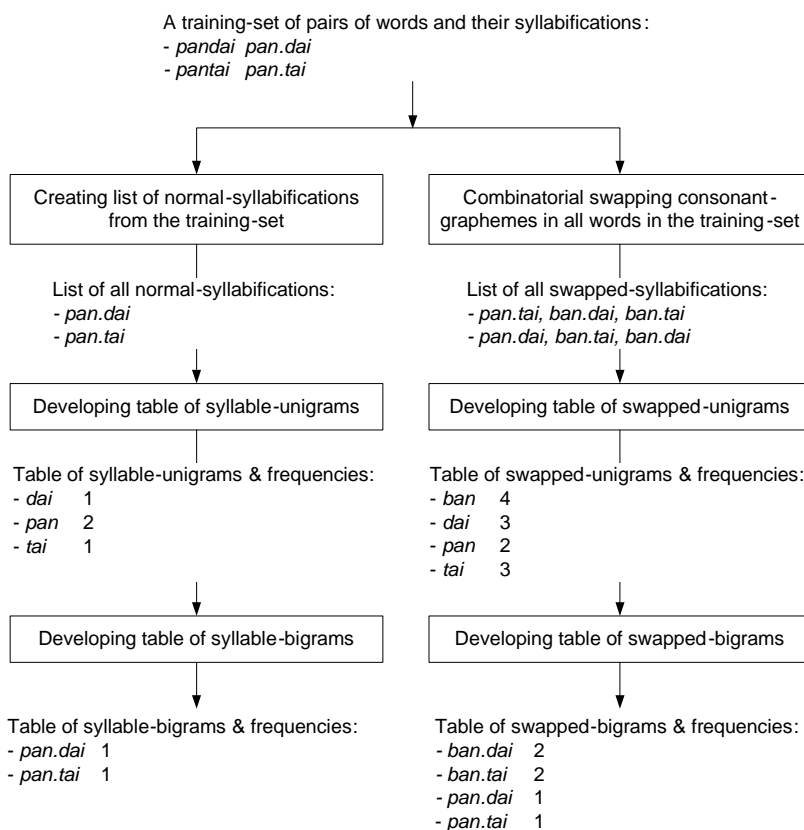 A training-set of pairs of words and their syllabifications:
- pandai pan.dai
- pantai pan.tai
Creating list of normal-syllabifications
from the training-set
List of all normal-syllabifications:
- pan.dai
- pan.tai
Developing table of syllable-unigrams
Table of syllable-unigrams & frequencies:
- dai 1
- pan 2
- tai 1
Developing table of syllable-bigrams
Table of syllable-bigrams & frequencies:
- pan.dai 1
- pan.tai 1
Combinatorial swapping consonant-
graphemes in all words in the training-set
List of all swapped-syllabifications:
- pan.tai, ban.dai, ban.tai
- pan.dai, ban.tai, ban.dai
Developing table of swapped-unigrams
Table of swapped-unigrams & frequencies:
- ban 4
- dai 3
- pan 2
- tai 3
Developing table of swapped-bigrams
Table of swapped-bigrams & frequencies:
- ban.dai 2
- ban.tai 2
- pan.dai 1
- pan.tai 1